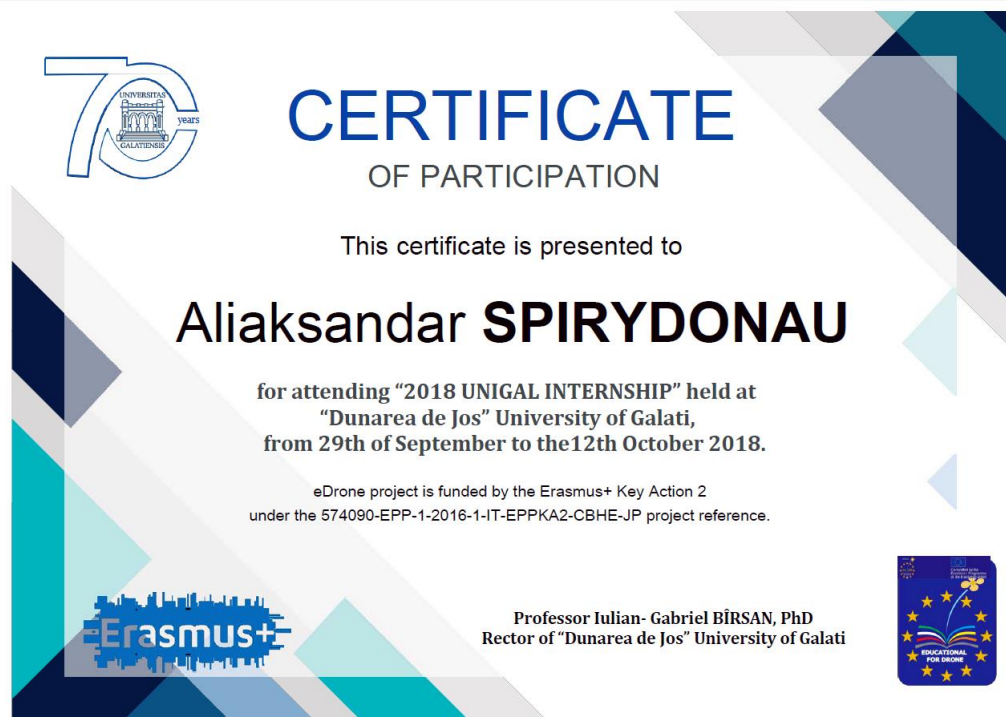 70
UNIVERSITAS
GALATIENSIS
years
CERTIFICATE
OF PARTICIPATION
This certificate is presented to
Aliaksandar SPIRYDONAU
for attending “2018 UNIGAL INTERNSHIP” held at
“Dunarea de Jos” University of Galati,
from 29th of September to the12th October 2018.
eDrone project is funded by the Erasmus+ Key Action 2
under the 574090-EPP-1-2016-1-IT-EPPKA2-CBHE-JP project reference.
Erasmus+
Professor Iulian- Gabriel BÎRSAN, PhD
Rector of “Dunarea de Jos” University of Galati
EDUCATIONAL
FOR DRONE